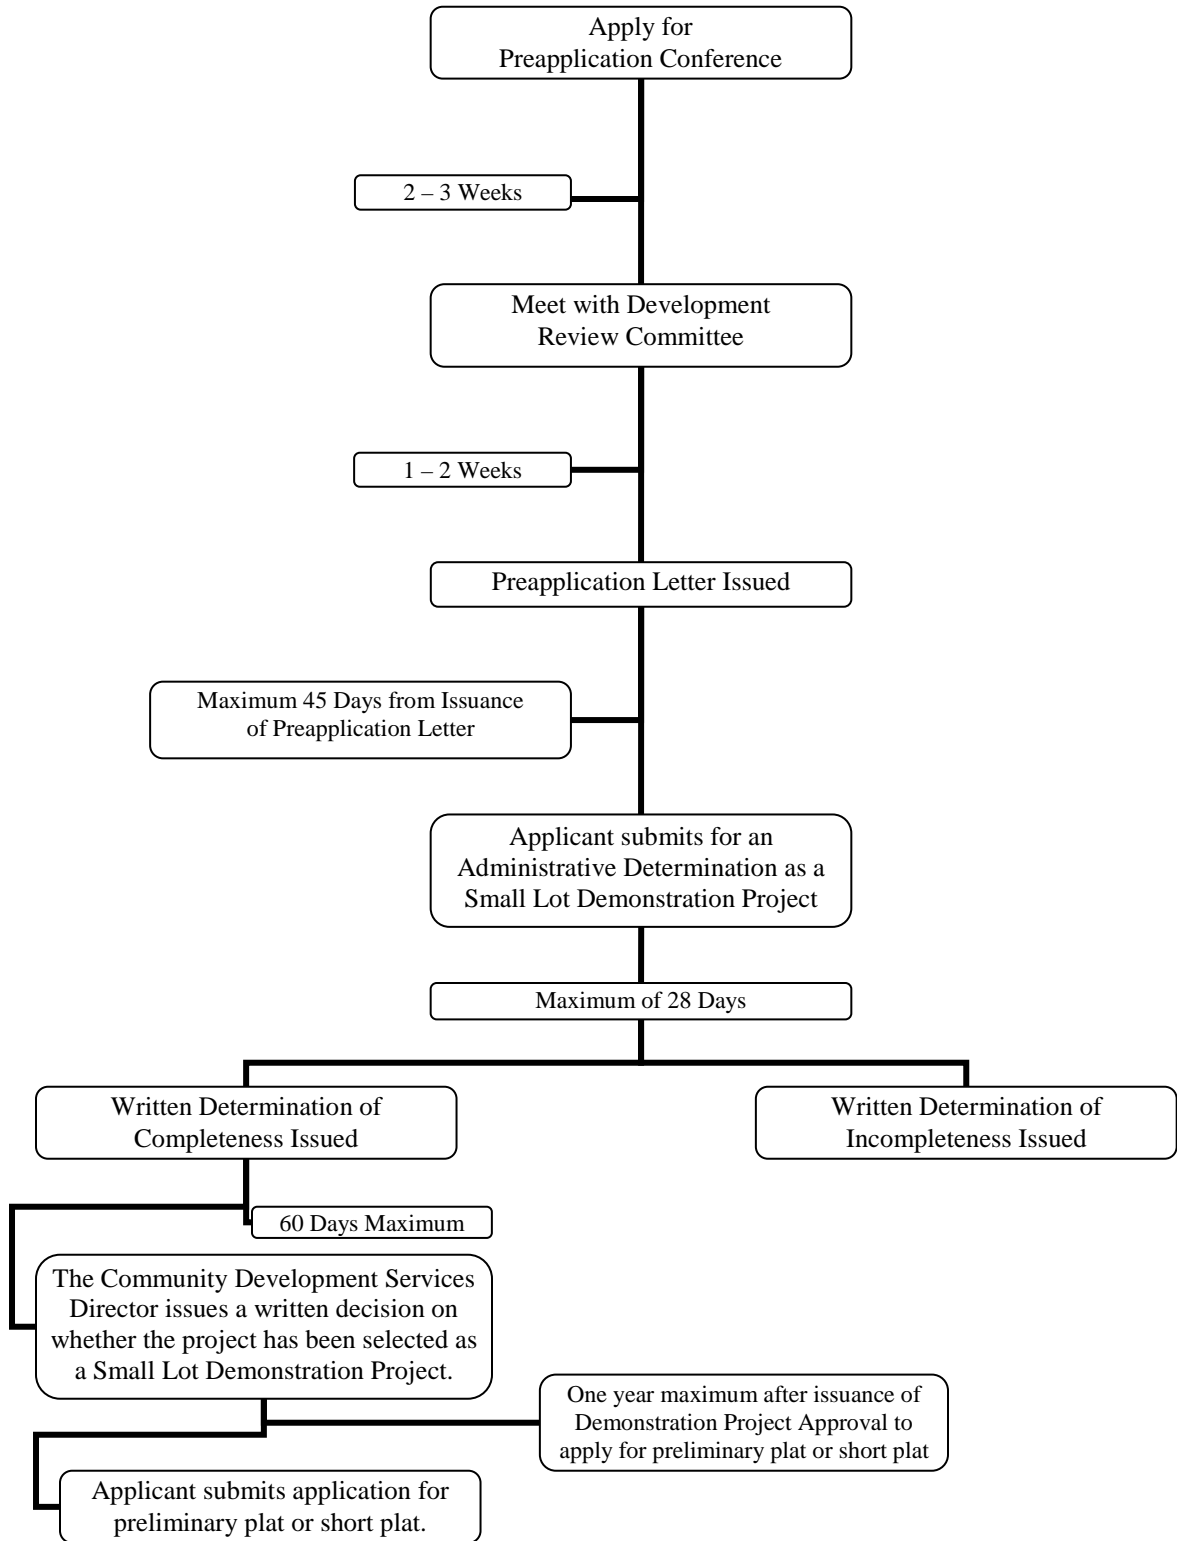 Apply for
Preapplication Conference
2 – 3 Weeks
Meet with Development
Review Committee
1 – 2 Weeks
Preapplication Letter Issued
Maximum 45 Days from Issuance
of Preapplication Letter
Applicant submits for an
Administrative Determination as a
Small Lot Demonstration Project
Maximum of 28 Days
Written Determination of
Completeness Issued
Written Determination of
Incompleteness Issued
60 Days Maximum
The Community Development Services
Director issues a written decision on
whether the project has been selected as
a Small Lot Demonstration Project.
One year maximum after issuance of
Demonstration Project Approval to
apply for preliminary plat or short plat
Applicant submits application for
preliminary plat or short plat.